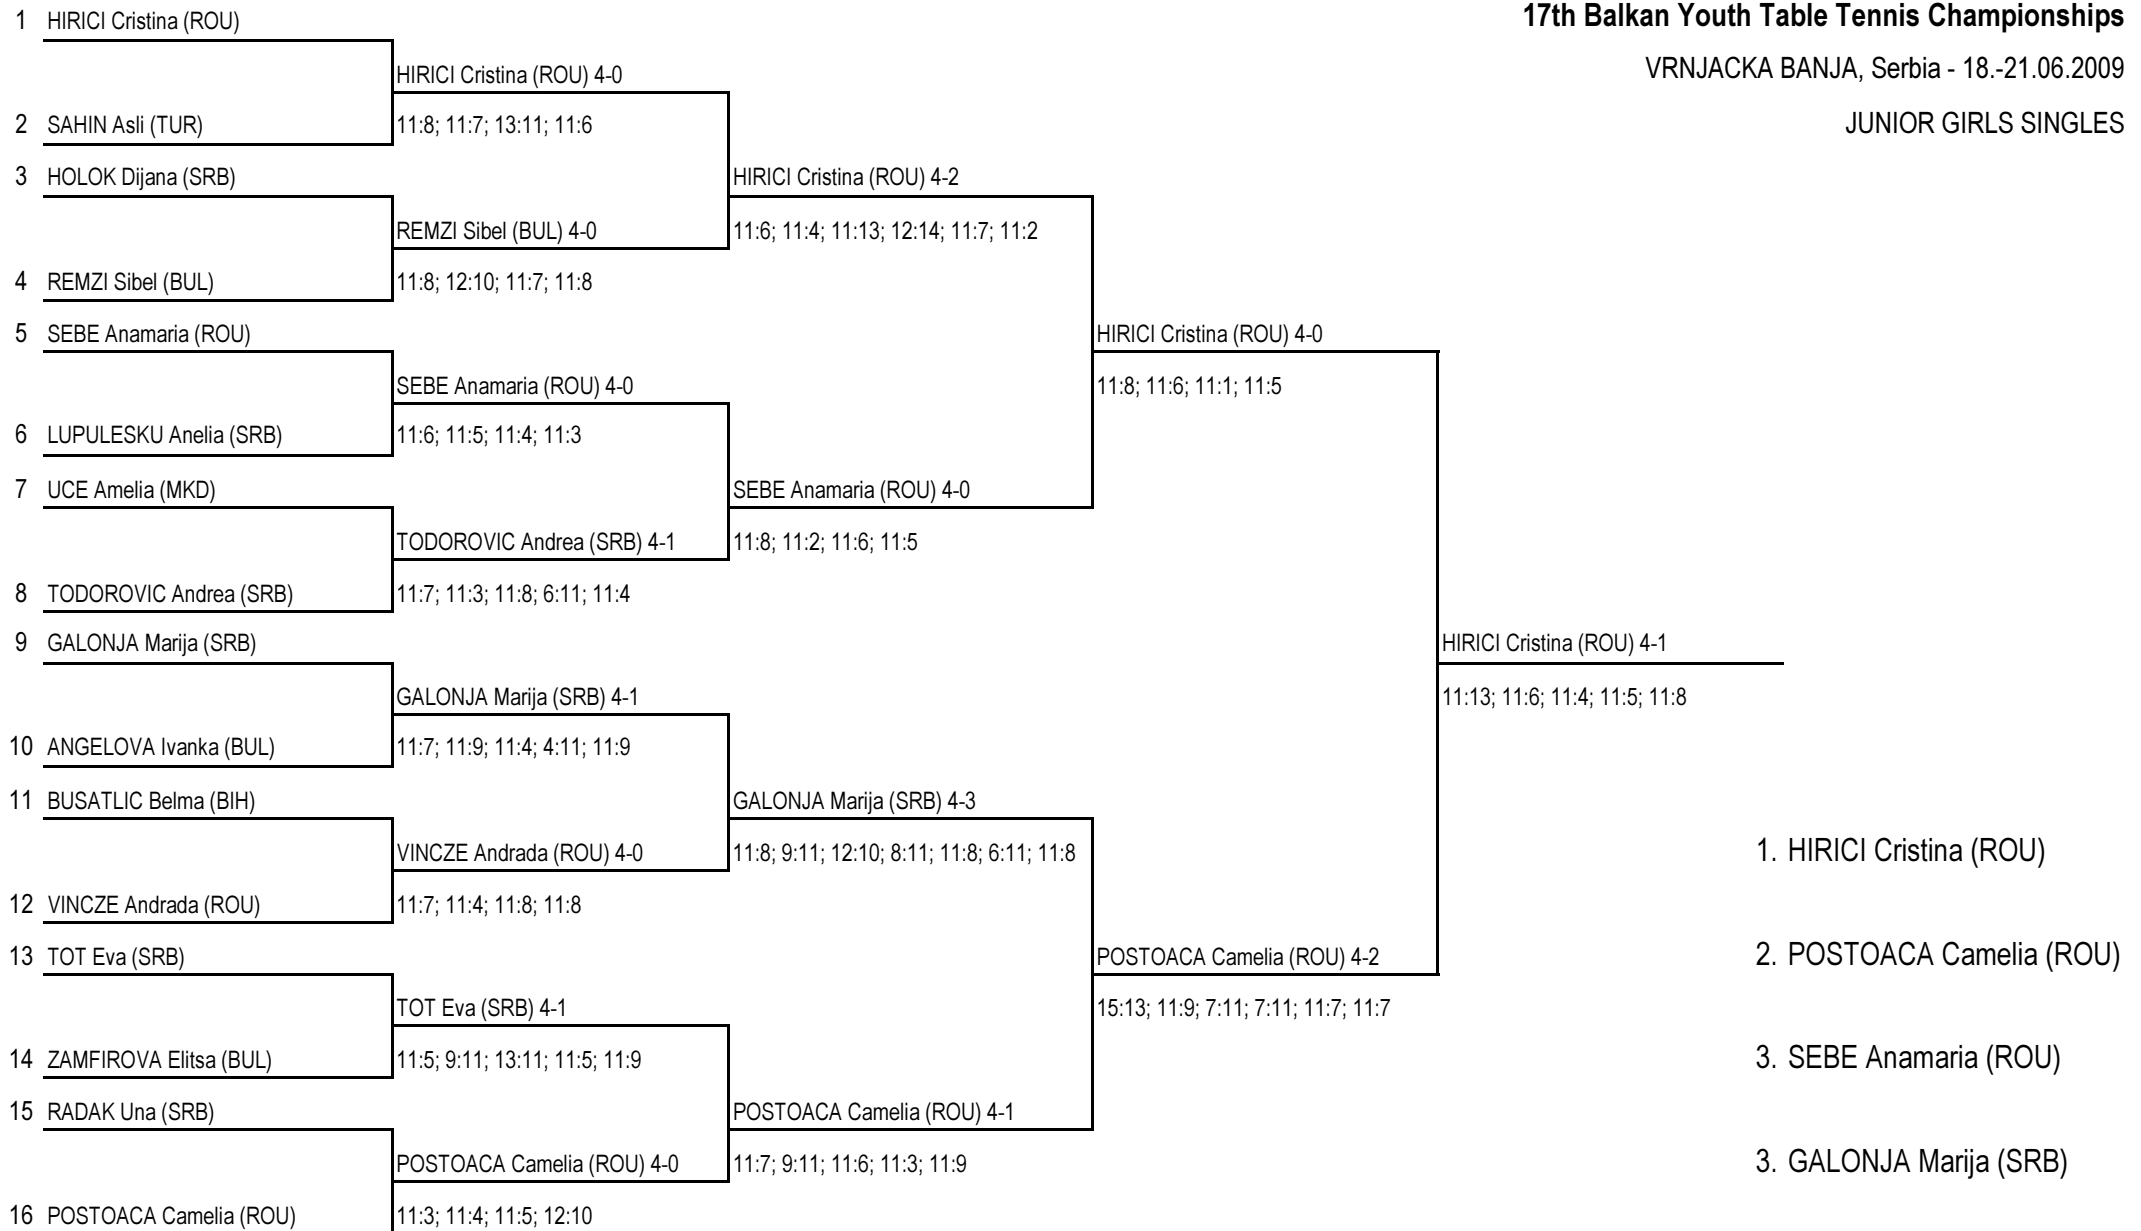 17th Balkan Youth Table Tennis Championships
VRNJACKA BANJA, Serbia - 18.-21.06.2009
JUNIOR GIRLS SINGLES
1 HIRICI Cristina (ROU)
HIRICI Cristina (ROU) 4-0
2 SAHIN Asli (TUR)
11:8; 11:7; 13:11; 11:6
3 HOLOK Dijana (SRB)
HIRICI Cristina (ROU) 4-2
REMZI Sibel (BUL) 4-0
11:6; 11:4; 11:13; 12:14; 11:7; 11:2
4 REMZI Sibel (BUL)
11:8; 12:10; 11:7; 11:8
5 SEBE Anamaria (ROU)
HIRICI Cristina (ROU) 4-0
SEBE Anamaria (ROU) 4-0
11:8; 11:6; 11:1; 11:5
6 LUPULESKU Anelia (SRB)
11:6; 11:5; 11:4; 11:3
7 UCE Amelia (MKD)
SEBE Anamaria (ROU) 4-0
TODOROVIC Andrea (SRB) 4-1
11:8; 11:2; 11:6; 11:5
8 TODOROVIC Andrea (SRB)
11:7; 11:3; 11:8; 6:11; 11:4
9 GALONJA Marija (SRB)
HIRICI Cristina (ROU) 4-1
GALONJA Marija (SRB) 4-1
11:13; 11:6; 11:4; 11:5; 11:8
10 ANGELOVA Ivanka (BUL)
11:7; 11:9; 11:4; 4:11; 11:9
11 BUSATLIC Belma (BIH)
GALONJA Marija (SRB) 4-3
VINCZE Andrada (ROU) 4-0
11:8; 9:11; 12:10; 8:11; 11:8; 6:11; 11:8
1. HIRICI Cristina (ROU)
12 VINCZE Andrada (ROU)
11:7; 11:4; 11:8; 11:8
13 TOT Eva (SRB)
POSTOACA Camelia (ROU) 4-2
2. POSTOACA Camelia (ROU)
TOT Eva (SRB) 4-1
15:13; 11:9; 7:11; 7:11; 11:7; 11:7
14 ZAMFIROVA Elitsa (BUL)
11:5; 9:11; 13:11; 11:5; 11:9
3. SEBE Anamaria (ROU)
15 RADAK Una (SRB)
POSTOACA Camelia (ROU) 4-1
POSTOACA Camelia (ROU) 4-0
11:7; 9:11; 11:6; 11:3; 11:9
3. GALONJA Marija (SRB)
16 POSTOACA Camelia (ROU)
11:3; 11:4; 11:5; 12:10